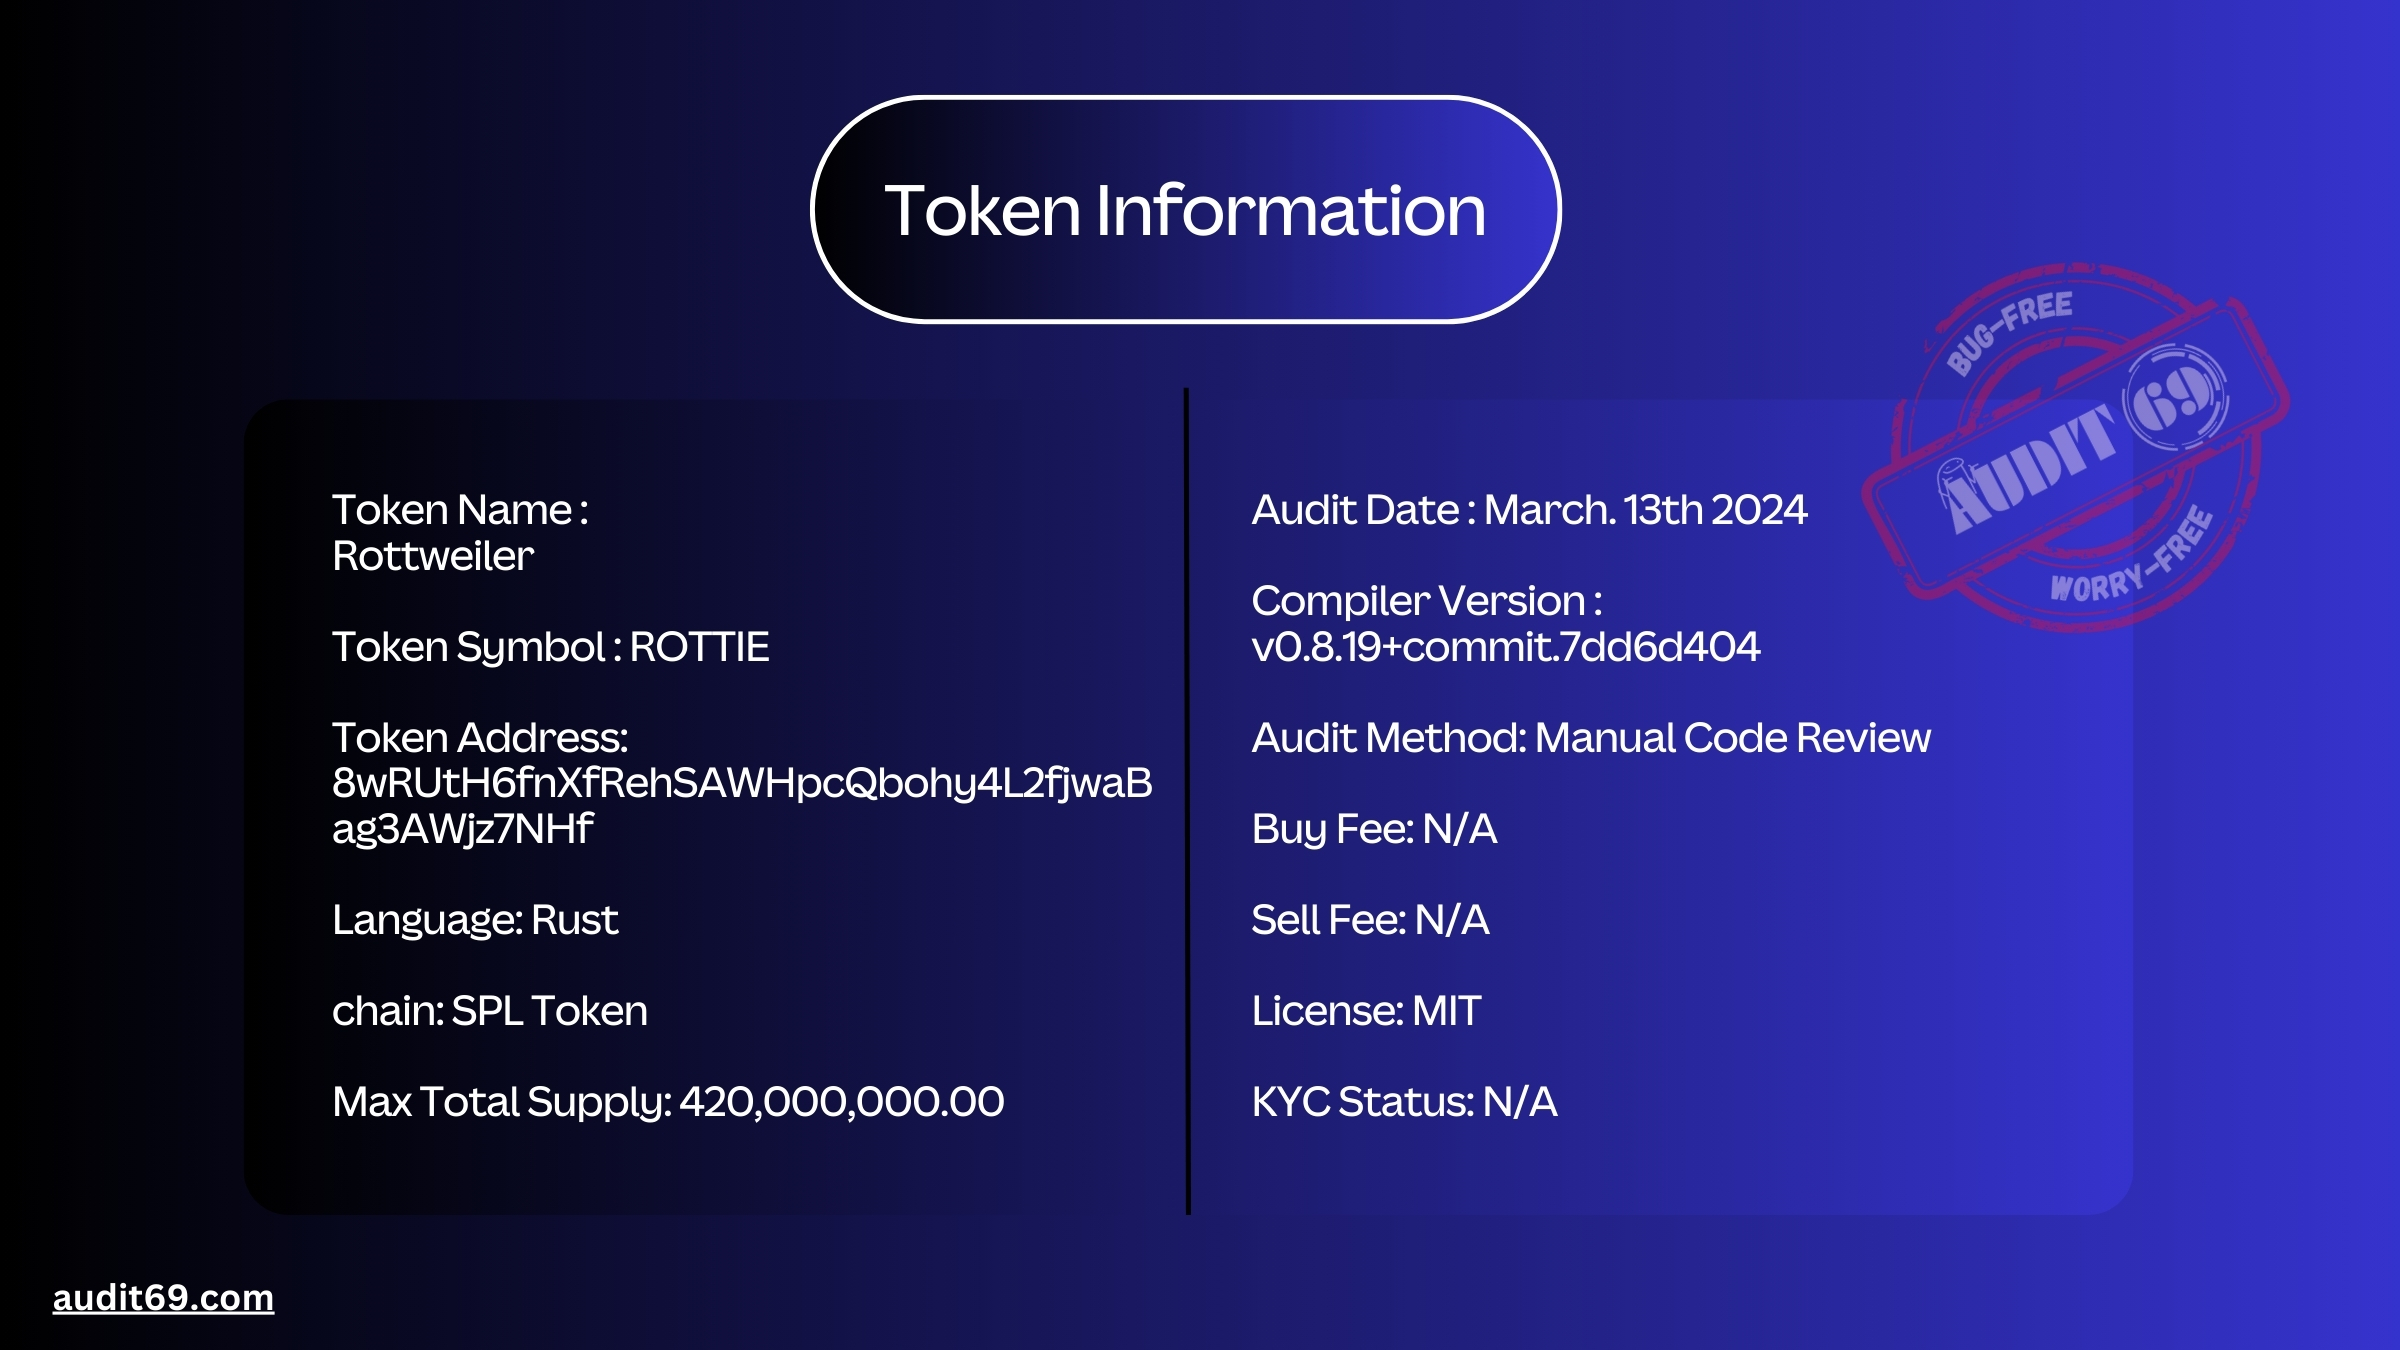 Token Information
BUG-FREE
AUDIT 69
WORRY-FREE
Token Name :
Rottweiler
Token Symbol : ROTTIE
Token Address:
8wRUtH6fnXfRehSAWHpcQbohy4L2fjwaB
ag3AWjz7NHf
Language: Rust
chain: SPL Token
Max Total Supply: 420,000,000.00
Audit Date : March. 13th 2024
Compiler Version :
v0.8.19+commit.7dd6d404
Audit Method: Manual Code Review
Buy Fee: N/A
Sell Fee: N/A
License: MIT
KYC Status: N/A
audit69.com